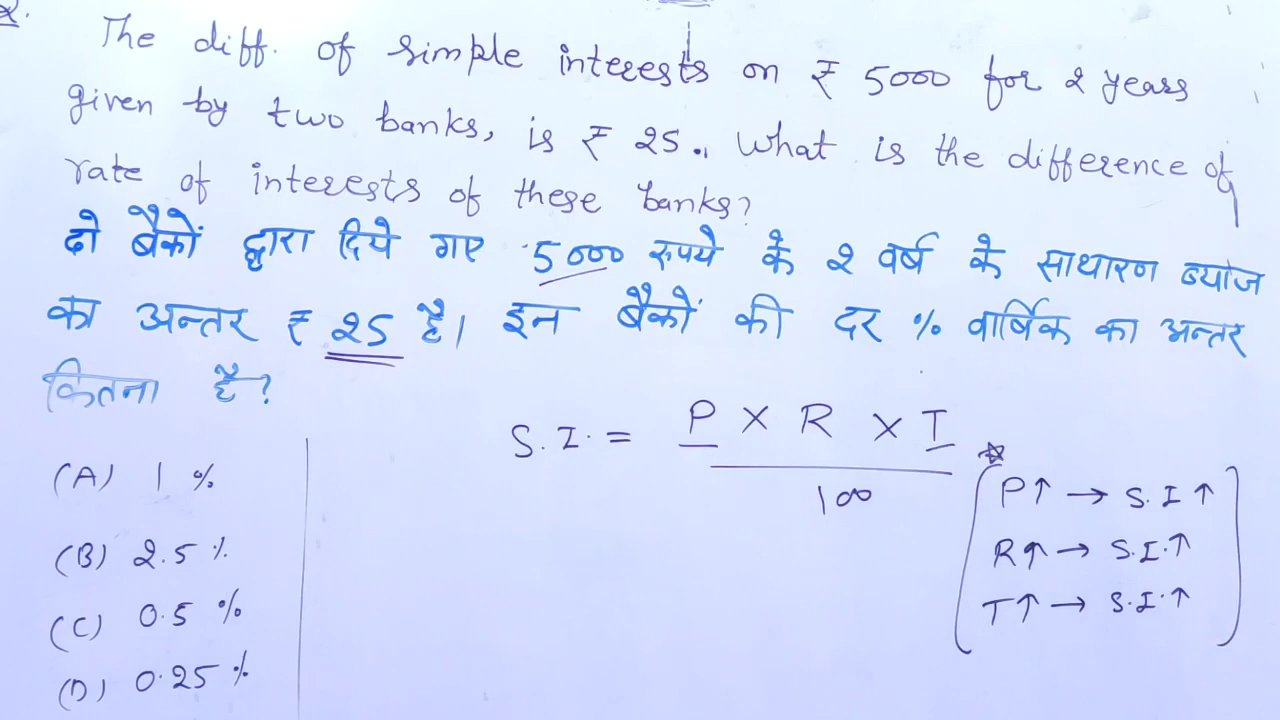 2.
The diff. of simple interests on ₹ 5000 for 2 years
given by two banks, is ₹ 25. What is the difference of
rate of interests of these banks?
दो बैंकों द्वारा दिये गए 5000 रुपये के 2 वर्ष के साधारण ब्याज
का अन्तर ₹ 25 है। इन बैंकों की दर % वार्षिक का अन्तर
कितना है?
S.I. = P X R X T
100
(A) 1 %
(B) 2.5 %
(C) 0.5 %
(D) 0.25 %
P↑ → S.I↑
R↑ → S.I.↑
T↑ → S.I.↑